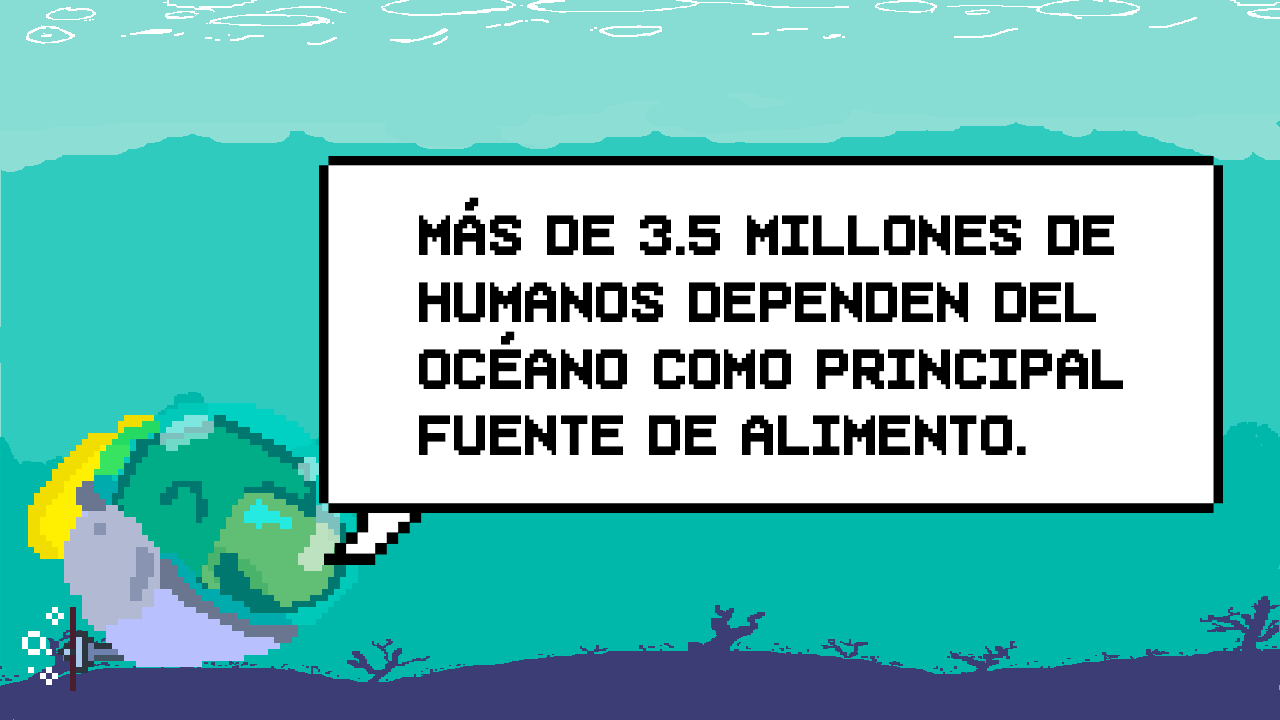 MÁS DE 3.5 MILLONES DE
HUMANOS DEPENDEN DEL
OCÉANO COMO PRINCIPAL
FUENTE DE ALIMENTO.